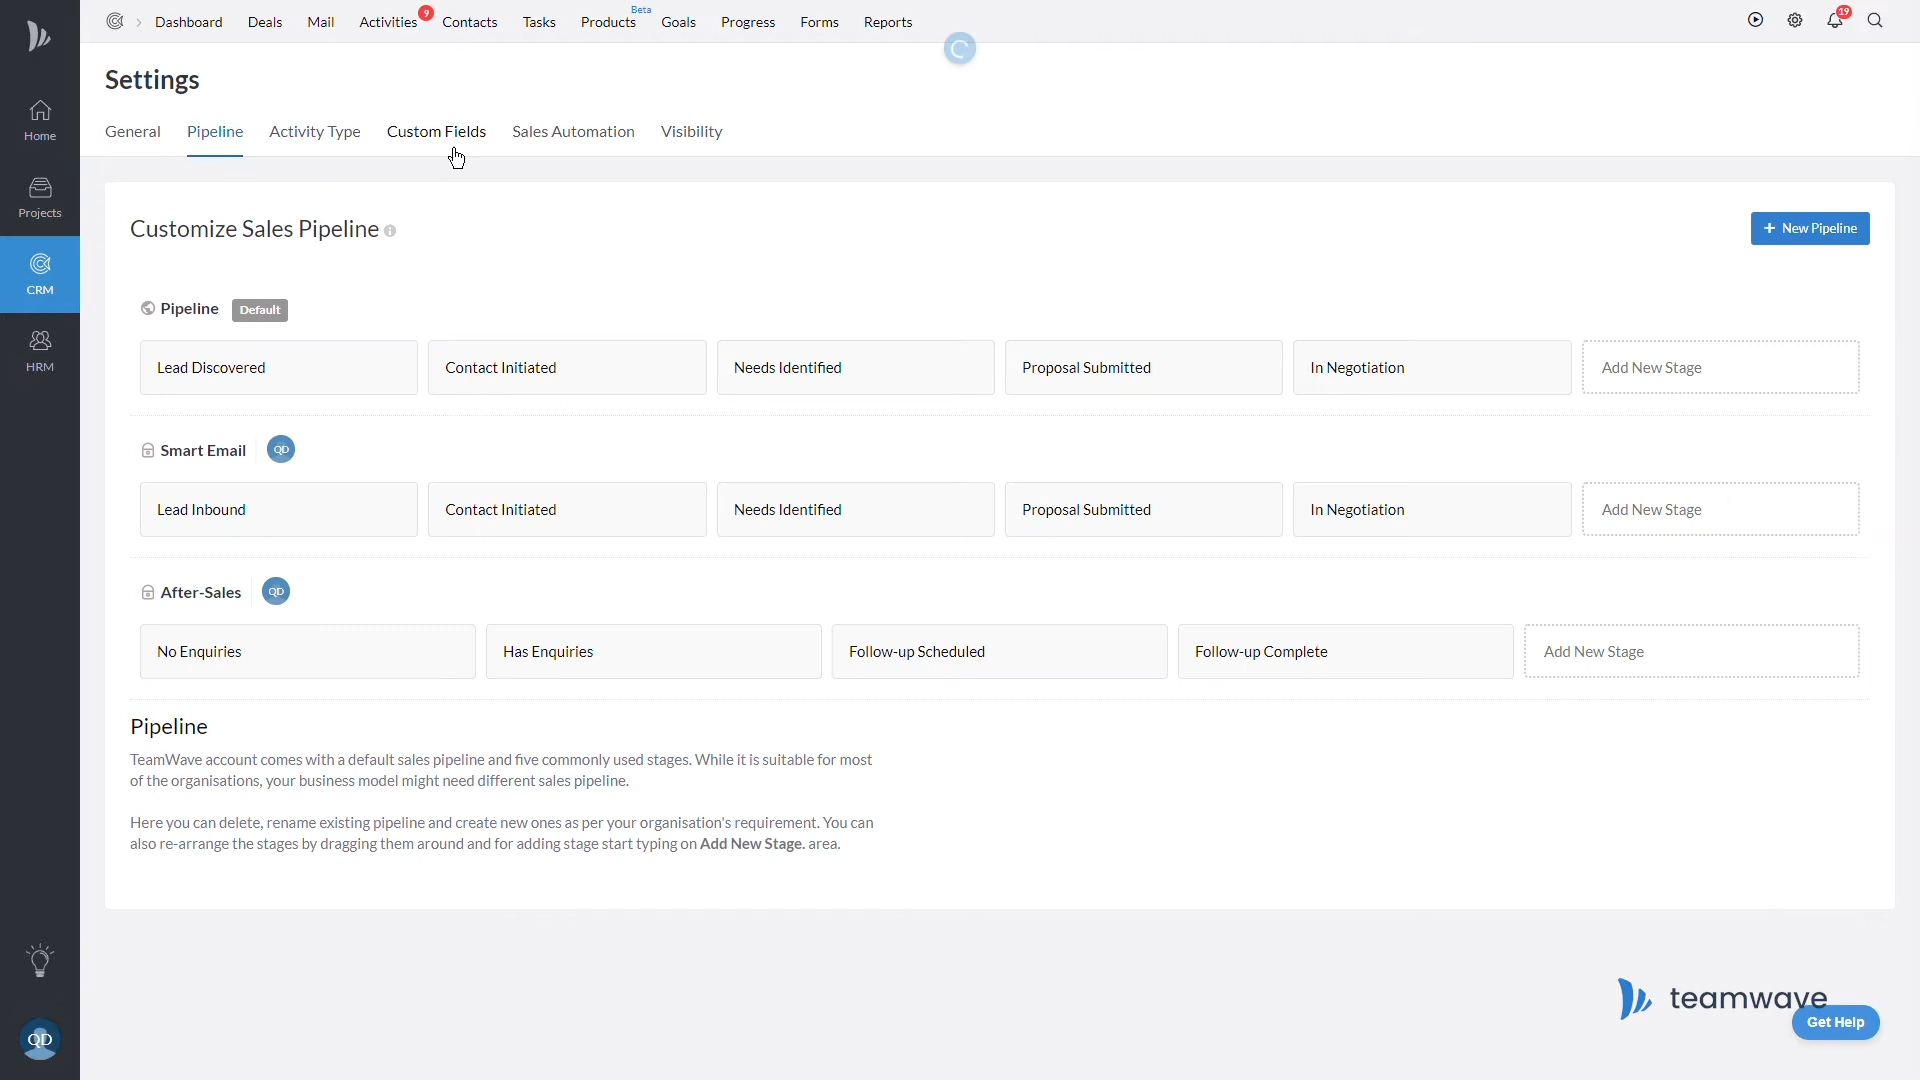 Dashboard
Deals
Mail
Activities
9
Contacts
Tasks
Products
Beta
Goals
Progress
Forms
Reports
19
Home
Projects
CRM
HRM
QD
Settings
General
Pipeline
Activity Type
Custom Fields
Sales Automation
Visibility
Customize Sales Pipeline
+ New Pipeline
Pipeline
Default
Lead Discovered
Contact Initiated
Needs Identified
Proposal Submitted
In Negotiation
Add New Stage
Smart Email
QD
Lead Inbound
Contact Initiated
Needs Identified
Proposal Submitted
In Negotiation
Add New Stage
After-Sales
QD
No Enquiries
Has Enquiries
Follow-up Scheduled
Follow-up Complete
Add New Stage
Pipeline
TeamWave account comes with a default sales pipeline and five commonly used stages. While it is suitable for most
of the organisations, your business model might need different sales pipeline.
Here you can delete, rename existing pipeline and create new ones as per your organisation's requirement. You can
also re-arrange the stages by dragging them around and for adding stage start typing on Add New Stage. area.
teamwave
Get Help